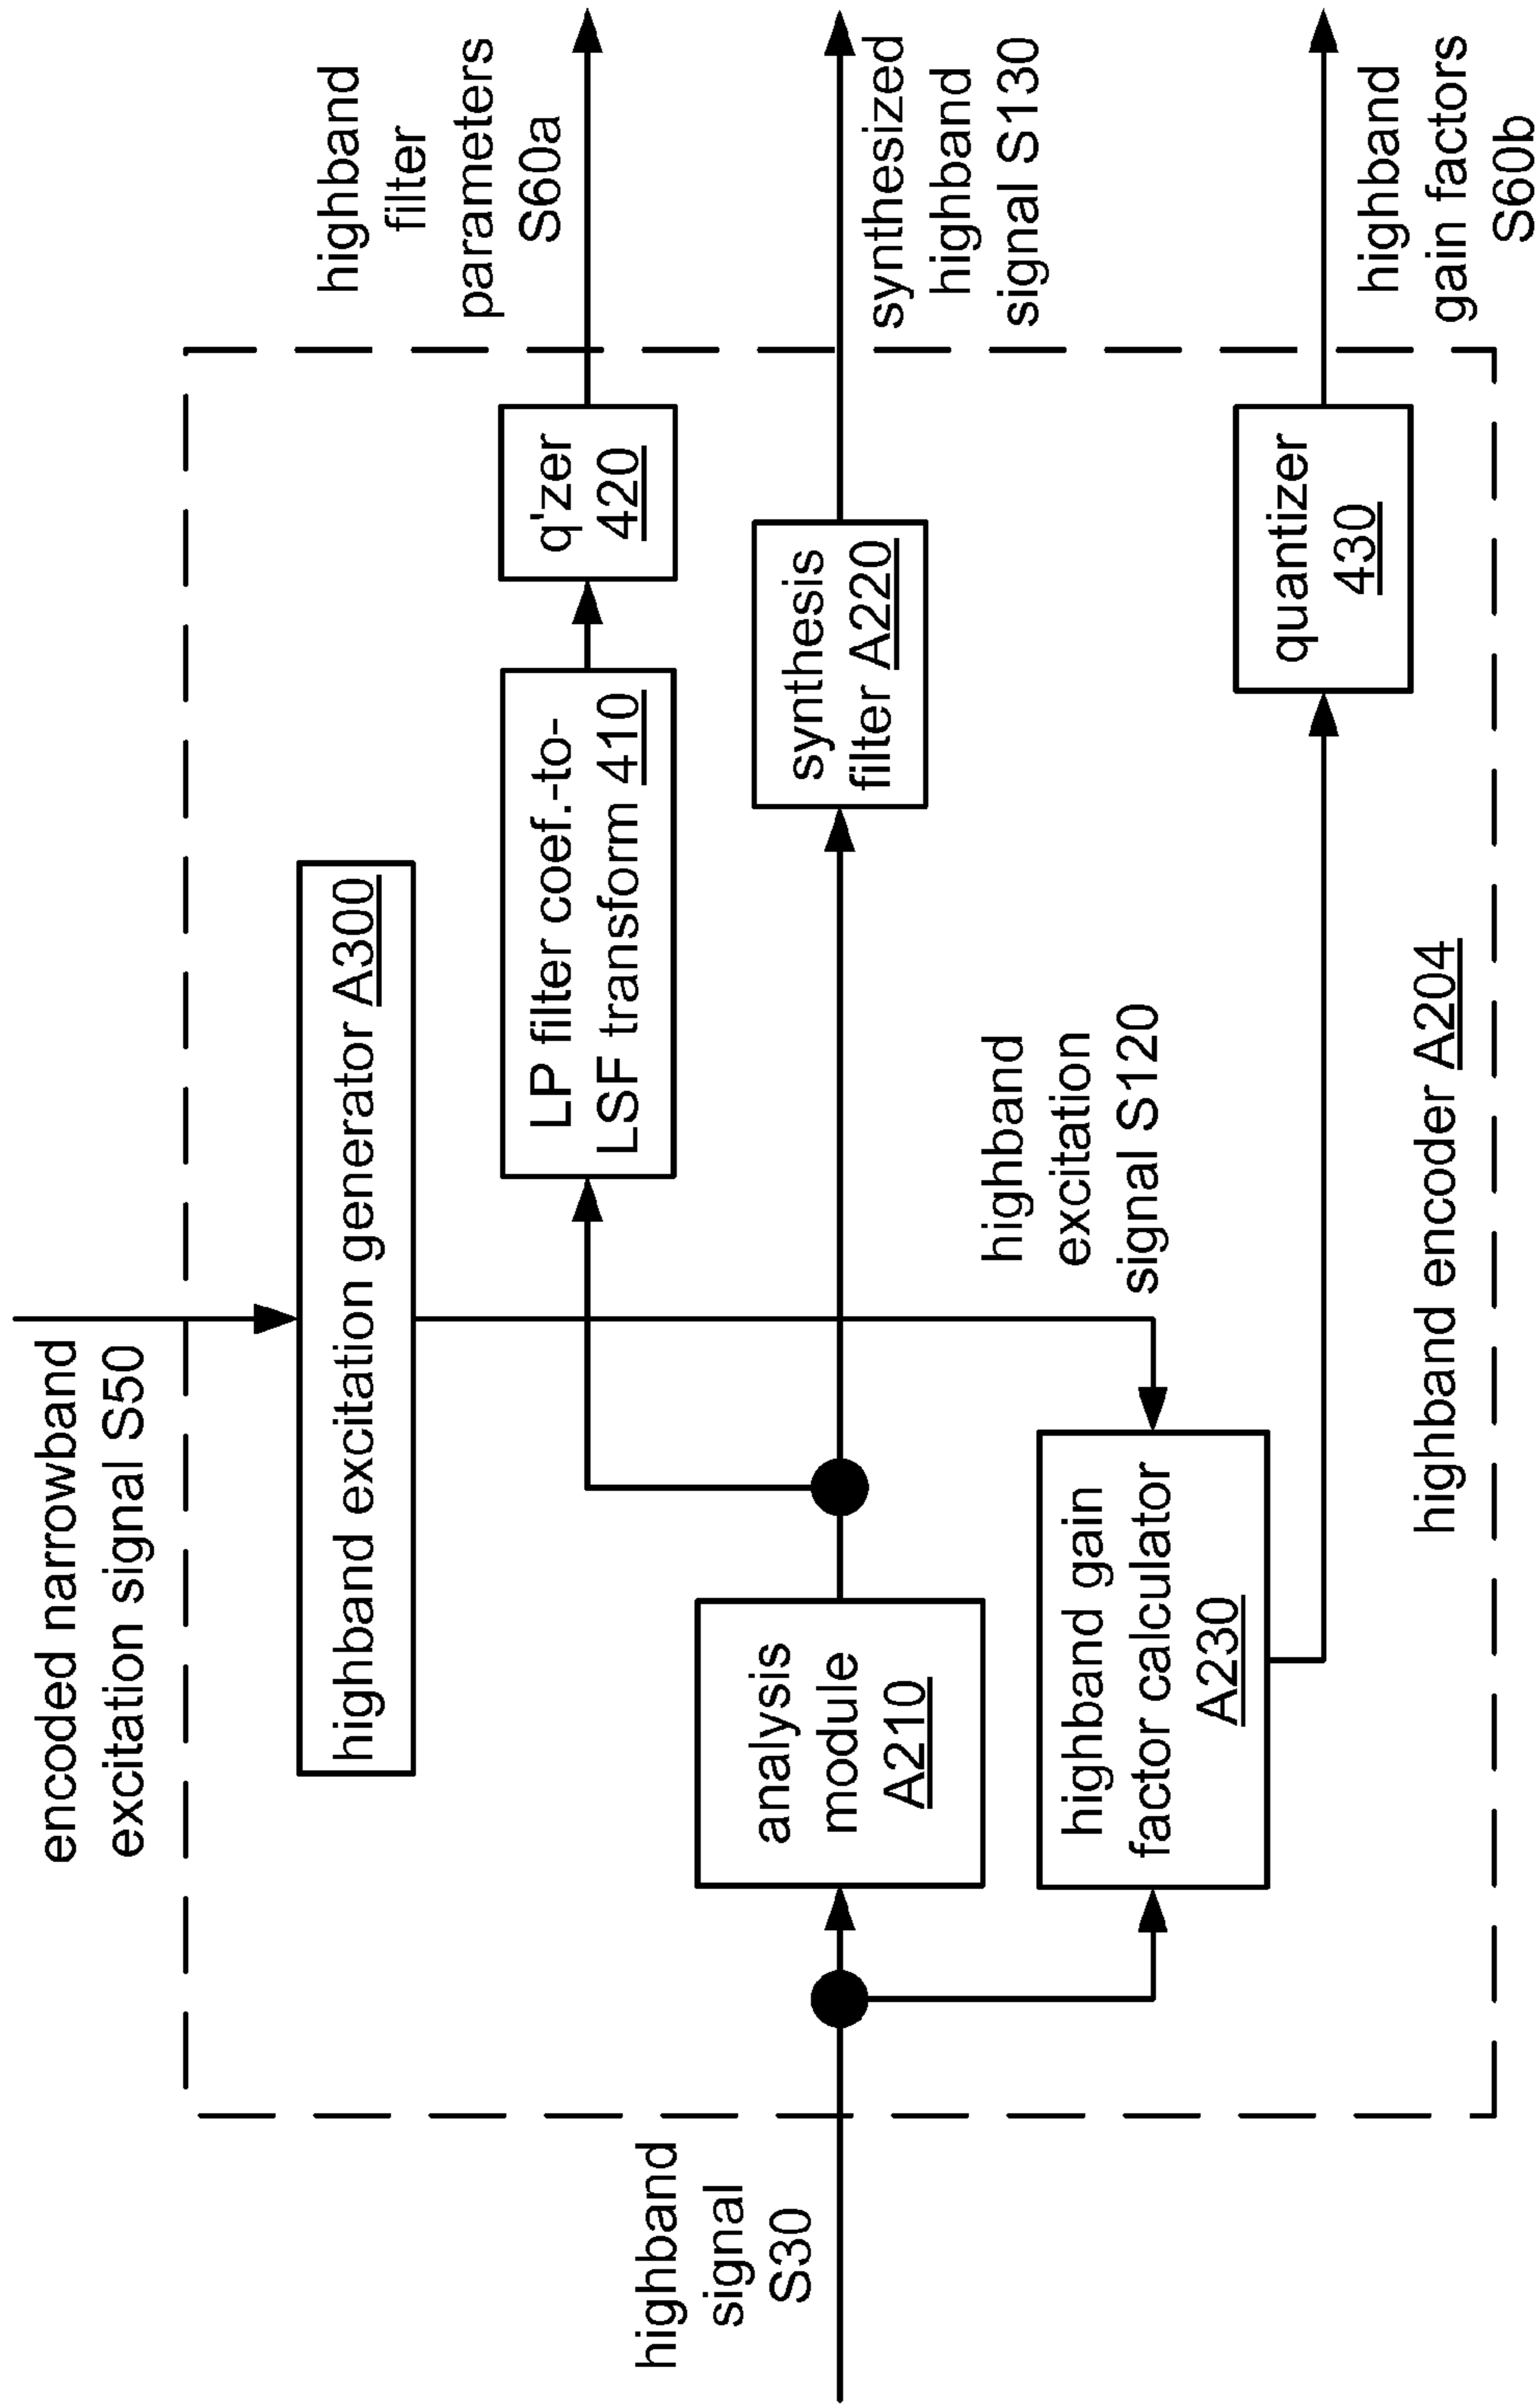 encoded narrowband
excitation signal S50
highband excitation generator A300
highband
filter
parameters
S60a
LP filter coef.-to-
LSF transform 410
q'zer
420
highband
signal
S30
analysis
module
A210
synthesis
filter A220
synthesized
highband
signal S130
highband
excitation
signal S120
highband gain
factor calculator
A230
quantizer
430
highband
gain factors
S60b
highband encoder A204